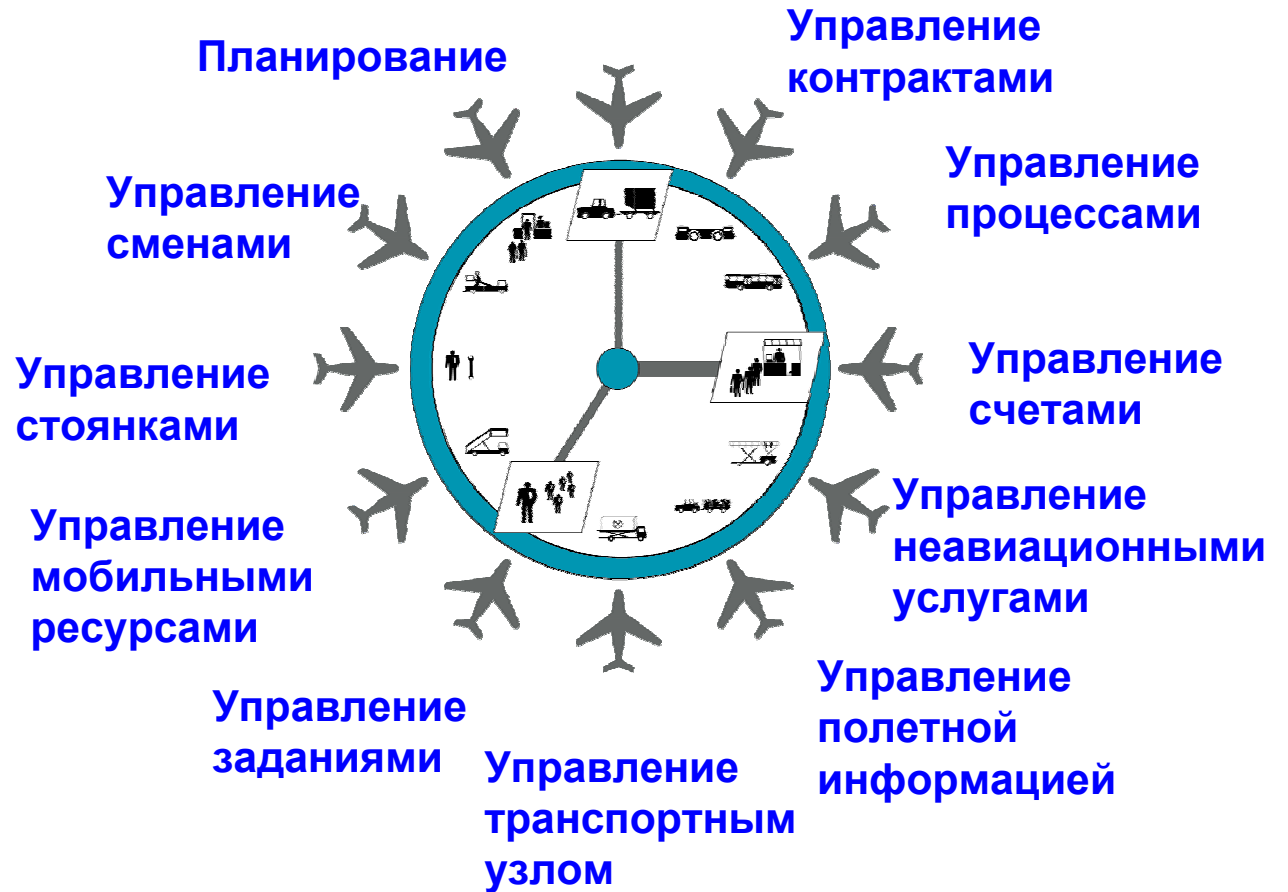 Планирование
Управление
контрактами
Управление
процессами
Управление
сменами
Управление
стоянками
Управление
счетами
Управление
мобильными
ресурсами
Управление
неавиационными
услугами
Управление
заданиями
Управление
транспортным
узлом
Управление
полетной
информацией